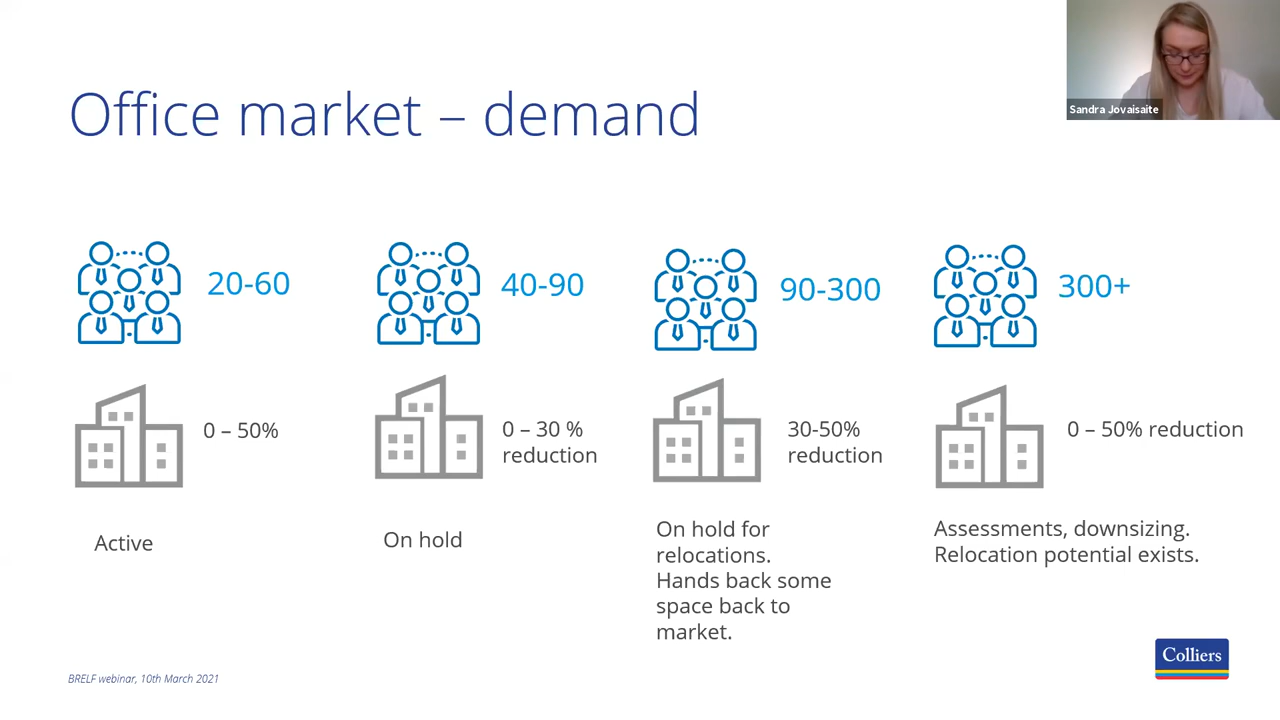 Sandra Jovaisaite
Office market – demand
20-60
40-90
90-300
300+
0 – 50%
0 – 30 %
reduction
30-50%
reduction
0 – 50% reduction
Active
On hold
On hold for
relocations.
Hands back some
space back to
market.
Assessments, downsizing.
Relocation potential exists.
Colliers
BRELF webinar, 10th March 2021